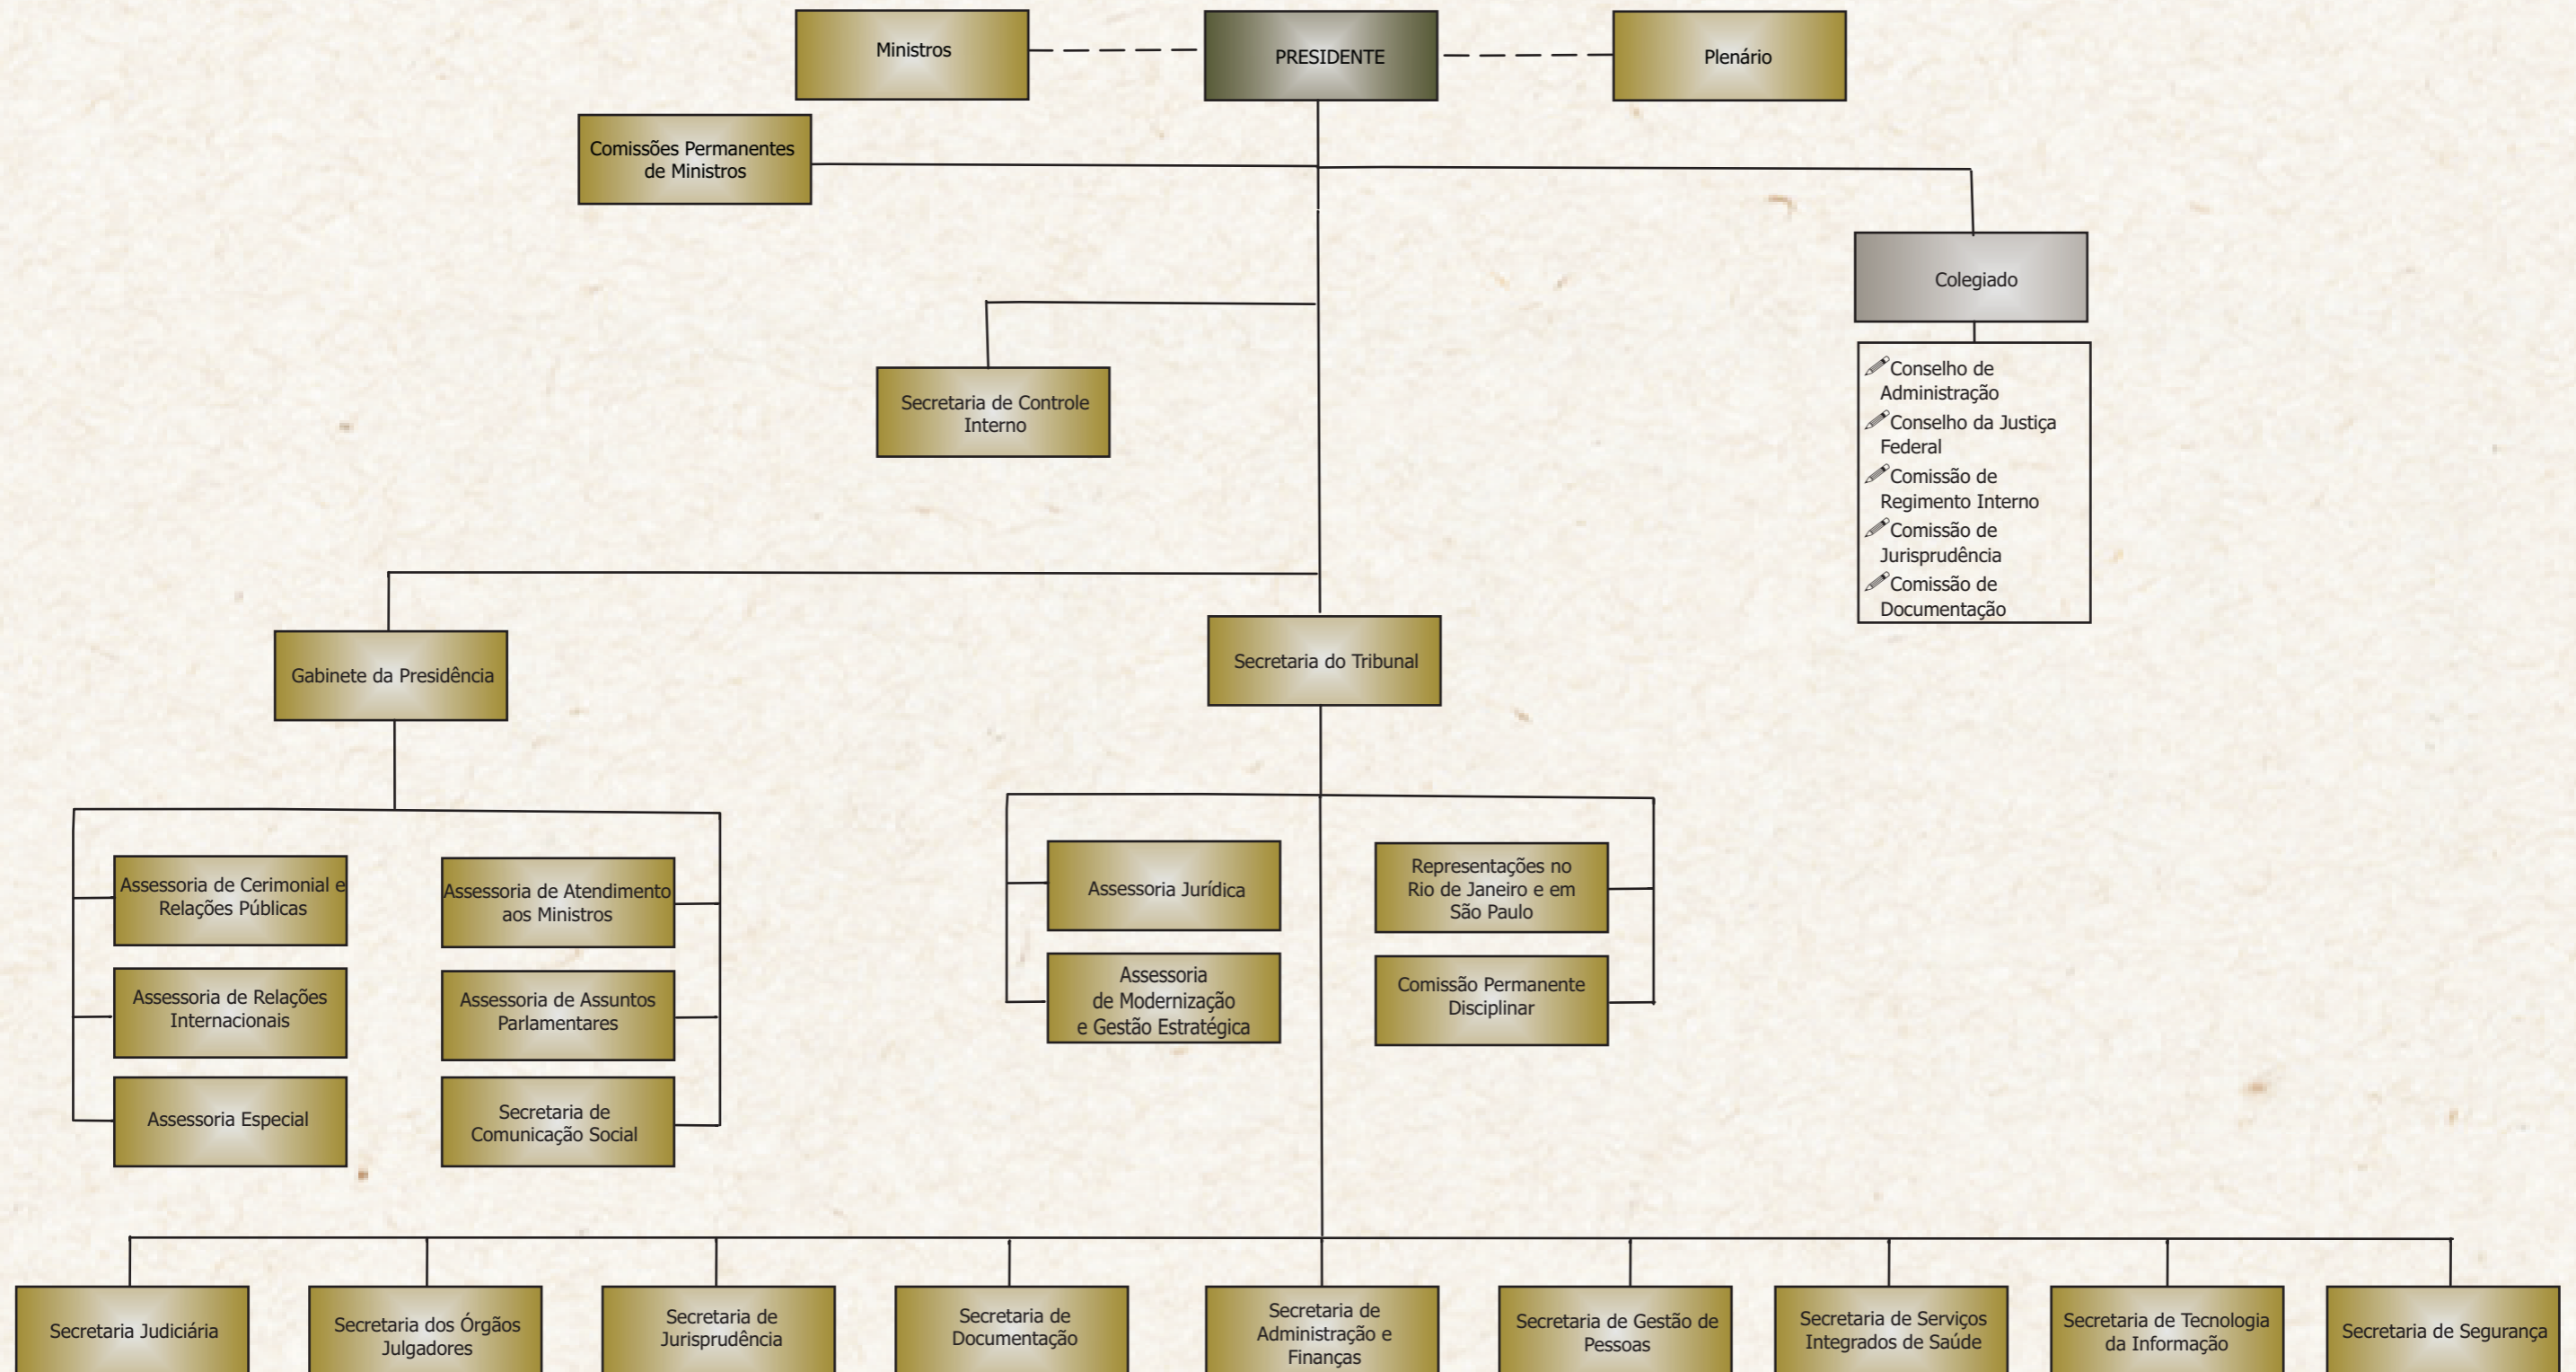 Ministros
PRESIDENTE
Plenário
Comissões Permanentes
de Ministros
Colegiado
Conselho de
Administração
Conselho da Justiça
Federal
Comissão de
Regimento Interno
Comissão de
Jurisprudência
Comissão de
Documentação
Secretaria de Controle
Interno
Gabinete da Presidência
Secretaria do Tribunal
Assessoria de Cerimonial e
Relações Públicas
Assessoria de Atendimento
aos Ministros
Assessoria de Relações
Internacionais
Assessoria de Assuntos
Parlamentares
Assessoria Especial
Secretaria de
Comunicação Social
Assessoria Jurídica
Representações no
Rio de Janeiro e em
São Paulo
Assessoria
de Modernização
e Gestão Estratégica
Comissão Permanente
Disciplinar
Secretaria Judiciária
Secretaria dos Órgãos
Julgadores
Secretaria de
Jurisprudência
Secretaria de
Documentação
Secretaria de
Administração e
Finanças
Secretaria de Gestão de
Pessoas
Secretaria de Serviços
Integrados de Saúde
Secretaria de Tecnologia
da Informação
Secretaria de Segurança